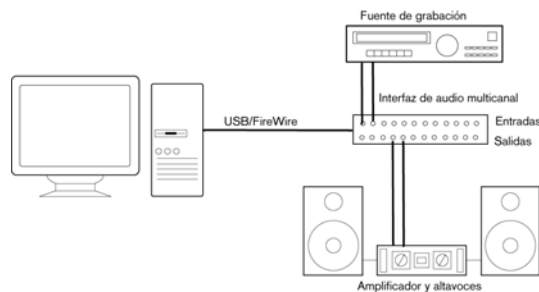 Fuente de grabación
Interfaz de audio multicanal
USB/FireWire
Entradas
Salidas
Amplificador y altavoces